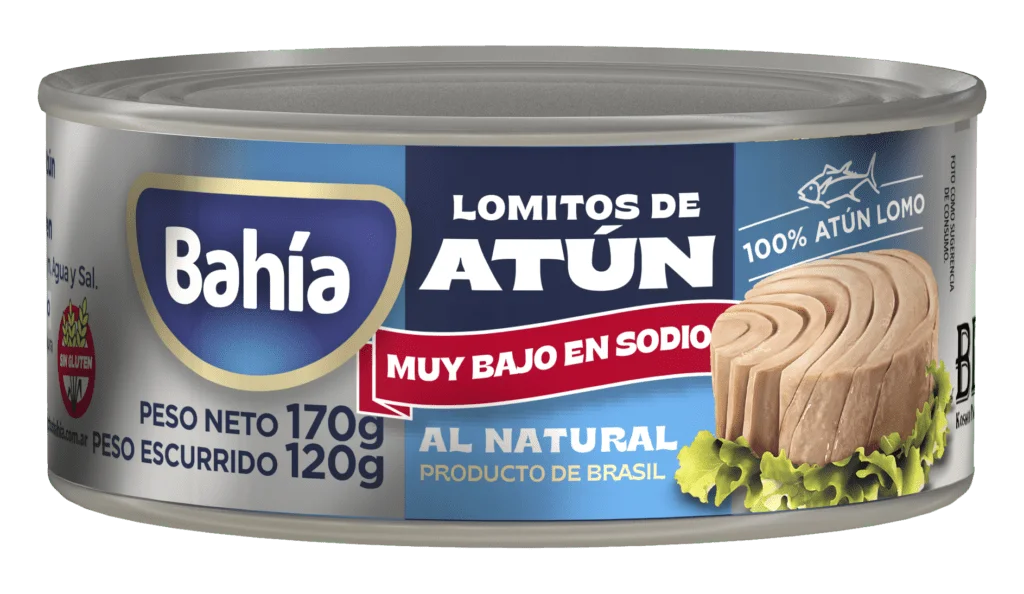 Agua y Sal.
SIN GLUTEN
Bahía
PESO NETO 170g
PESO ESCURRIDO 120g
LOMITOS DE
ATÚN
MUY BAJO EN SODIO
AL NATURAL
PRODUCTO DE BRASIL
100% ATÚN LOMO
FOTO COMO SUGERENCIA
DE CONSUMO.